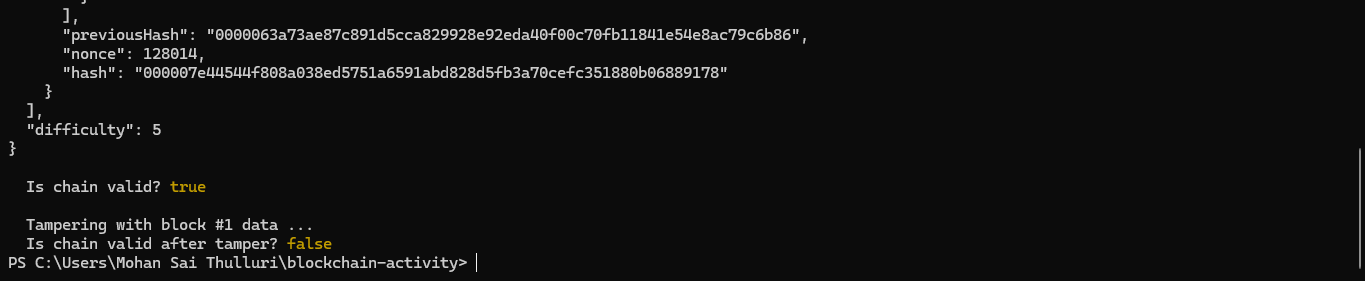 ],
"previousHash": "0000063a73ae87c891d5cca829928e92eda40f00c70fb11841e54e8ac79c6b86",
"nonce": 128014,
"hash": "000007e44544f808a038ed5751a6591abd828d5fb3a70cefc351880b06889178"
}
],
"difficulty": 5
}
Is chain valid? true
Tampering with block #1 data ...
Is chain valid after tamper? false
PS C:\Users\Mohan Sai Thulluri\blockchain-activity>